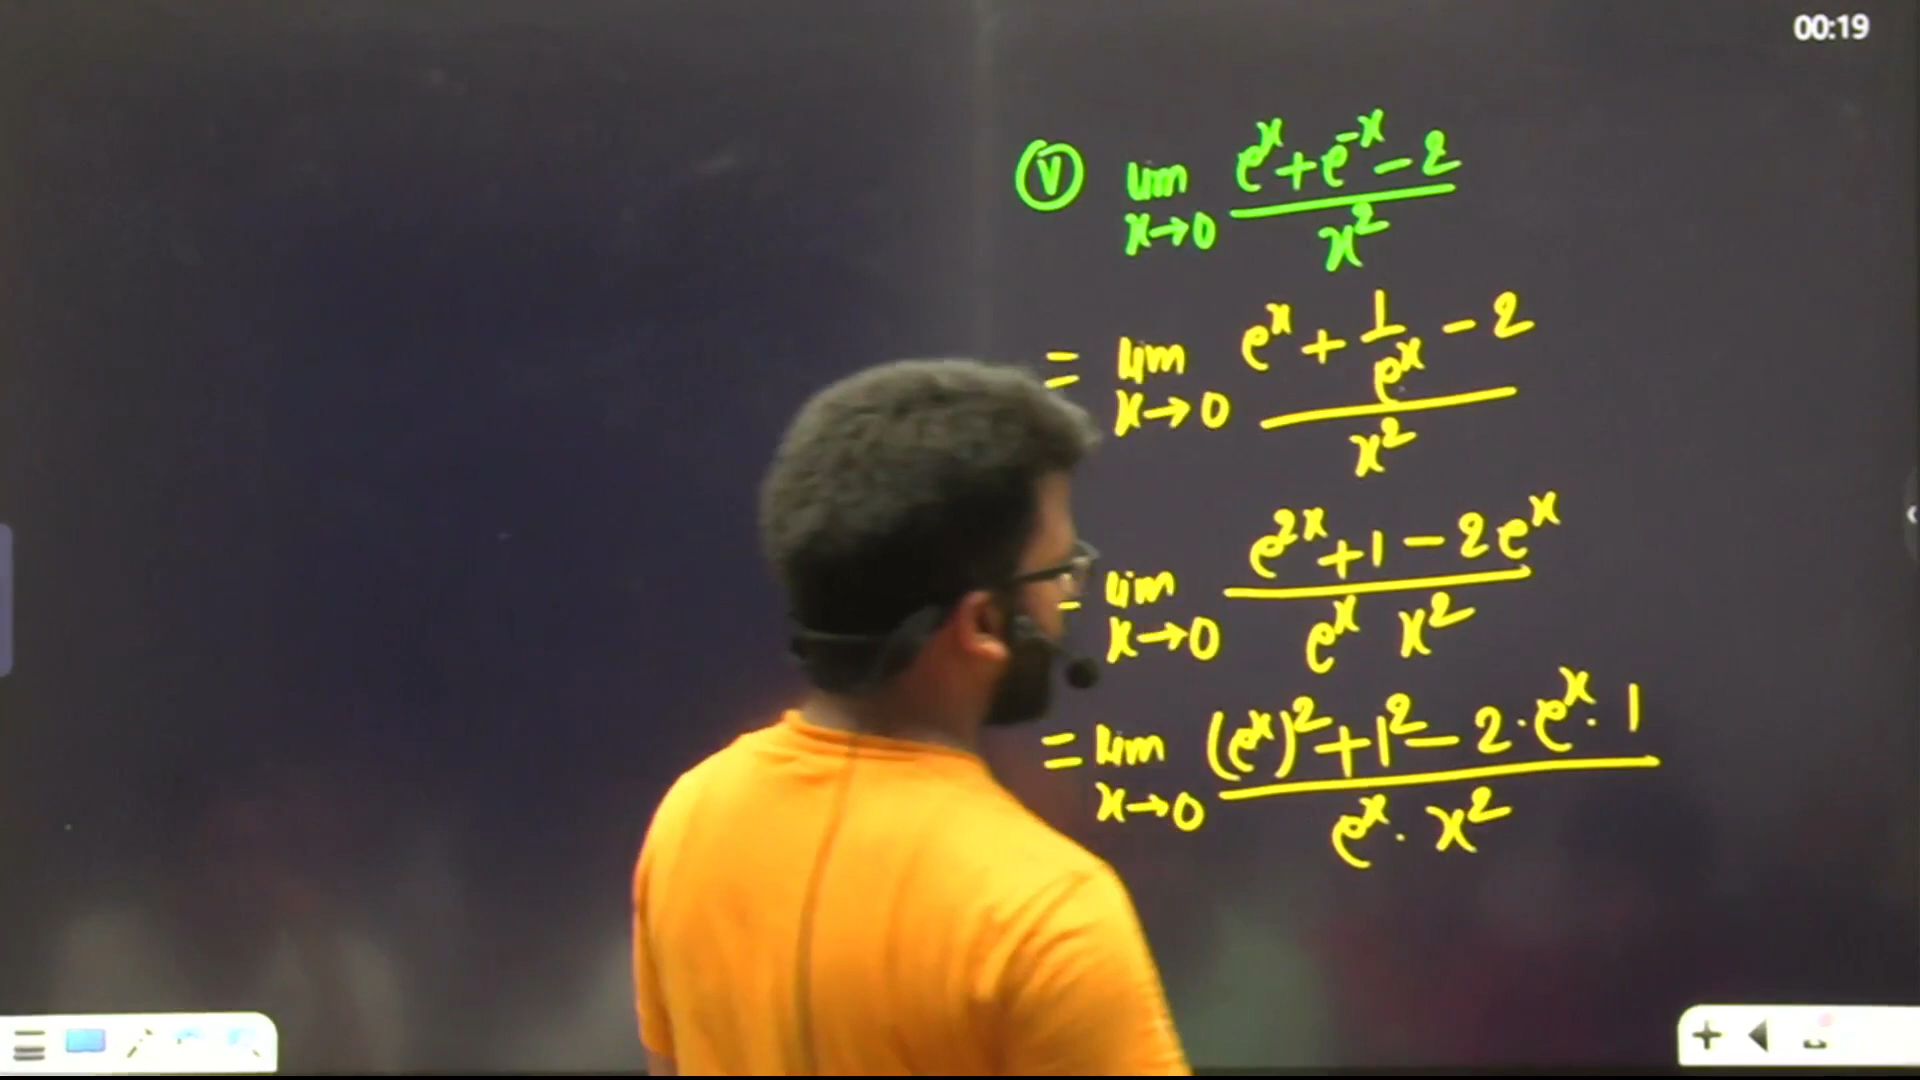 00:19
(V) lim x→0 (e^x + e^-x - 2) / x^2
= lim x→0 (e^x + 1/e^x - 2) / x^2
= lim x→0 (e^2x + 1 - 2e^x) / (e^x x^2)
= lim x→0 ((e^x)^2 + 1^2 - 2·e^x·1) / (e^x · x^2)